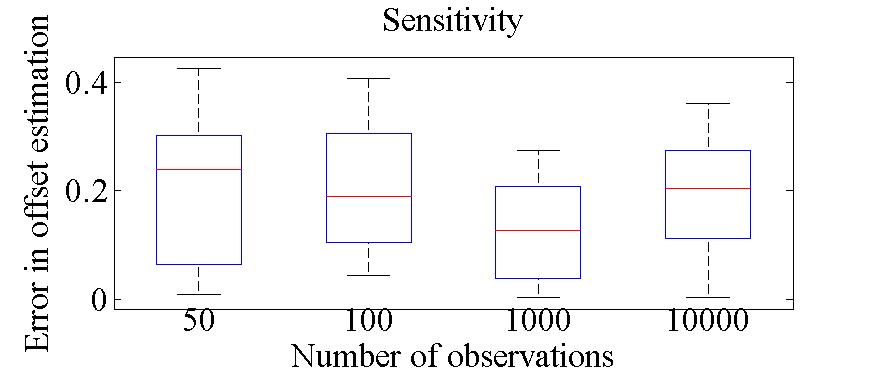 Sensitivity
Error in offset estimation
0.4
0.2
0
50 100 1000 10000
Number of observations